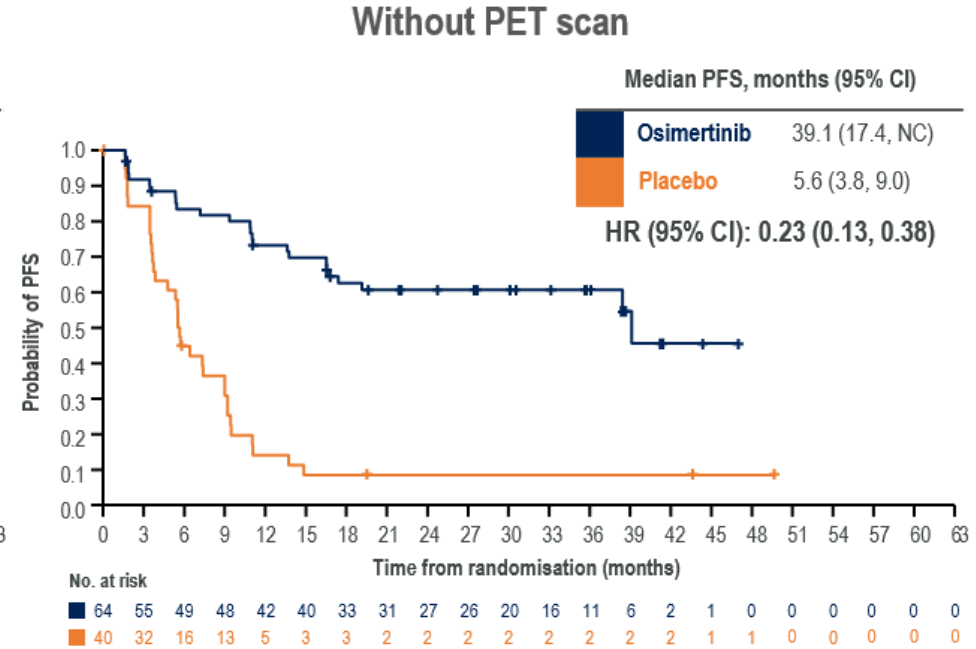 Without PET scan
Median PFS, months (95% CI)
Osimertinib 39.1 (17.4, NC)
Placebo 5.6 (3.8, 9.0)
HR (95% CI): 0.23 (0.13, 0.38)
Probability of PFS
1.0
0.9
0.8
0.7
0.6
0.5
0.4
0.3
0.2
0.1
0.0
3 0 3 6 9 12 15 18 21 24 27 30 33 36 39 42 45 48 51 54 57 60 63
Time from randomisation (months)
No. at risk
64 55 49 48 42 40 33 31 27 26 20 16 11 6 2 1 0 0 0 0 0 0
40 32 16 13 5 3 3 2 2 2 2 2 2 2 2 1 1 0 0 0 0 0